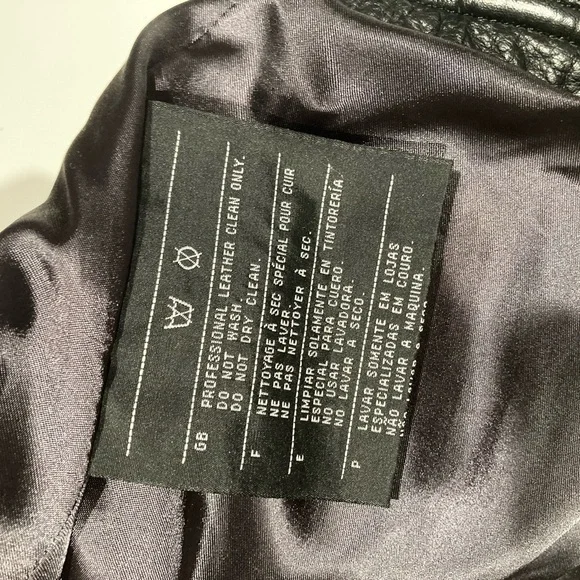 GB PROFESSIONAL LEATHER CLEAN ONLY.
DO NOT WASH.
DO NOT DRY CLEAN.
F NETTOYAGE À SEC SPÉCIAL POUR CUIR
NE PAS LAVER.
NE PAS NETTOYER À SEC.
E LIMPIAR SOLAMENTE EN TINTORERÍA.
ESPECIAL PARA CUERO.
NO USAR LAVADORA.
NO LAVAR A SECO.
P LAVAR SOMENTE EM LOJAS
ESPECIALIZADAS EM COURO.
NÃO LAVAR A MAQUINA.